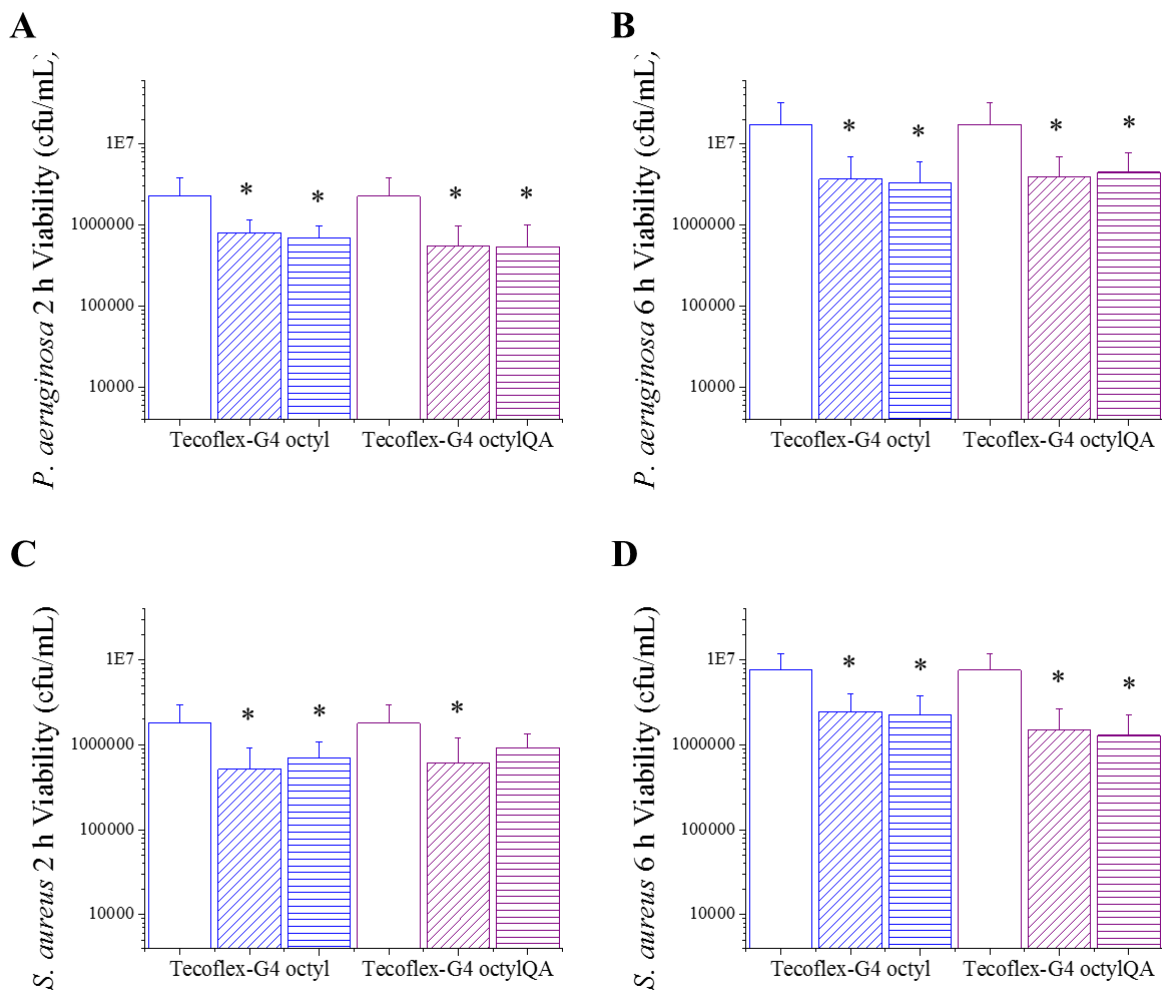 A
P. aeruginosa 2 h Viability (cfu/mL)
1E7
1000000
100000
10000
* * * *
Tecoflex-G4 octyl Tecoflex-G4 octylQA
B
P. aeruginosa 6 h Viability (cfu/mL)
1E7
1000000
100000
10000
* * * *
Tecoflex-G4 octyl Tecoflex-G4 octylQA
C
S. aureus 2 h Viability (cfu/mL)
1E7
1000000
100000
10000
* * *
Tecoflex-G4 octyl Tecoflex-G4 octylQA
D
S. aureus 6 h Viability (cfu/mL)
1E7
1000000
100000
10000
* * * *
Tecoflex-G4 octyl Tecoflex-G4 octylQA